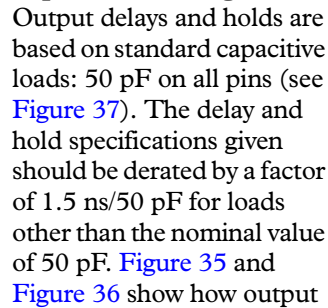 Output delays and holds are
based on standard capacitive
loads: 50 pF on all pins (see
Figure 37). The delay and
hold specifications given
should be derated by a factor
of 1.5 ns/50 pF for loads
other than the nominal value
of 50 pF. Figure 35 and
Figure 36 show how output